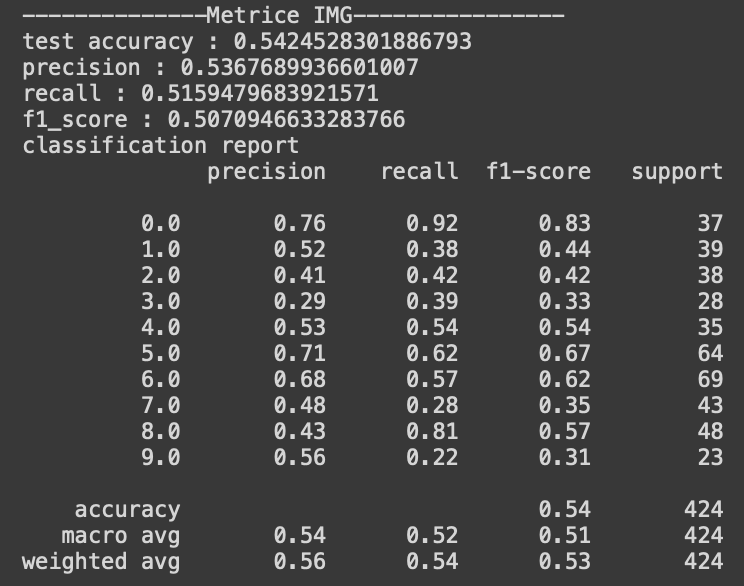 --------------Metrice IMG----------------
test accuracy : 0.5424528301886793
precision : 0.5367689936601007
recall : 0.5159479683921571
f1_score : 0.5070946633283766
classification report
precision recall f1-score support
0.0 0.76 0.92 0.83 37
1.0 0.52 0.38 0.44 39
2.0 0.41 0.42 0.42 38
3.0 0.29 0.39 0.33 28
4.0 0.53 0.54 0.54 35
5.0 0.71 0.62 0.67 64
6.0 0.68 0.57 0.62 69
7.0 0.48 0.28 0.35 43
8.0 0.43 0.81 0.57 48
9.0 0.56 0.22 0.31 23
accuracy 0.54 424
macro avg 0.54 0.52 0.51 424
weighted avg 0.56 0.54 0.53 424